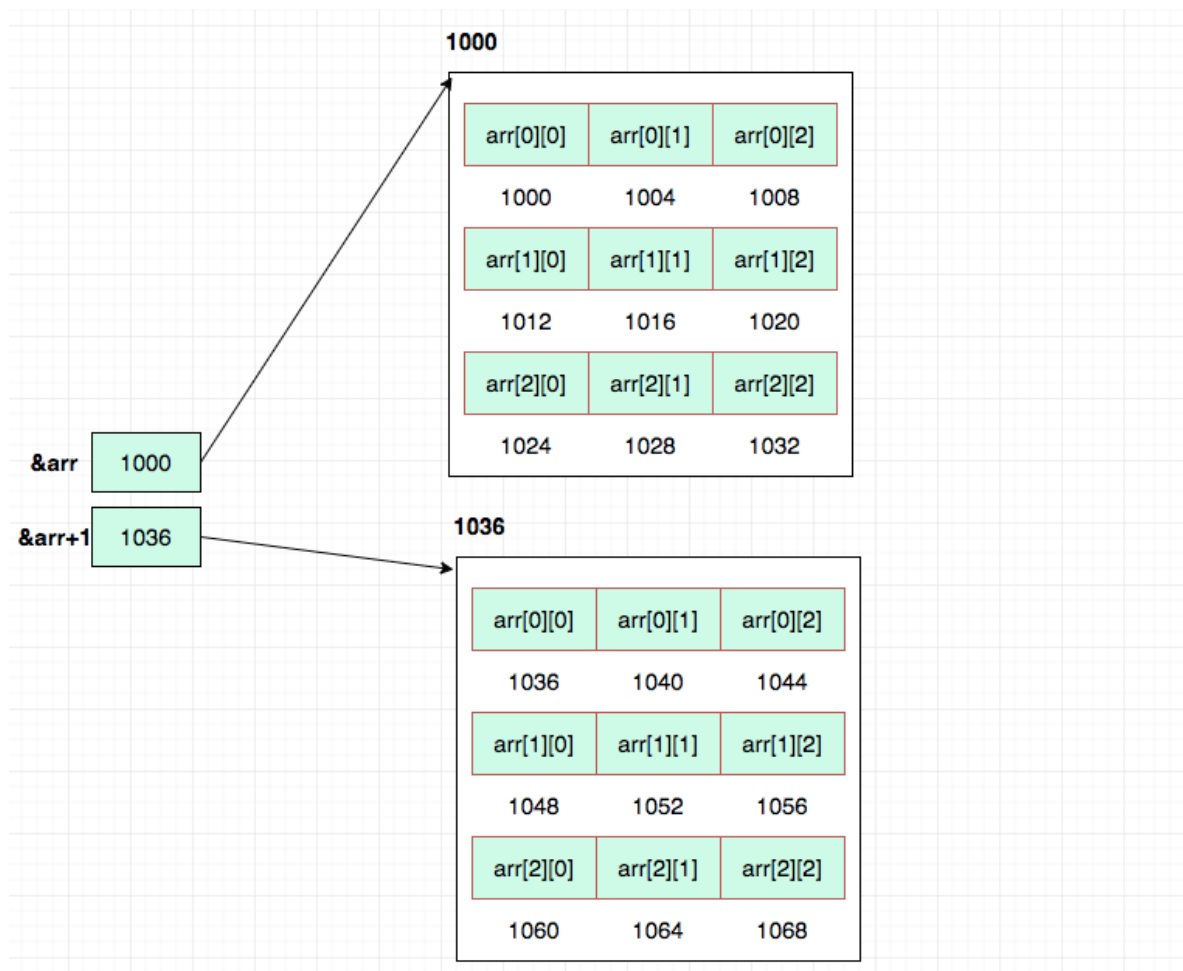 1000
arr[0][0] arr[0][1] arr[0][2]
1000 1004 1008
arr[1][0] arr[1][1] arr[1][2]
1012 1016 1020
arr[2][0] arr[2][1] arr[2][2]
1024 1028 1032
&arr 1000
&arr+1 1036
1036
arr[0][0] arr[0][1] arr[0][2]
1036 1040 1044
arr[1][0] arr[1][1] arr[1][2]
1048 1052 1056
arr[2][0] arr[2][1] arr[2][2]
1060 1064 1068